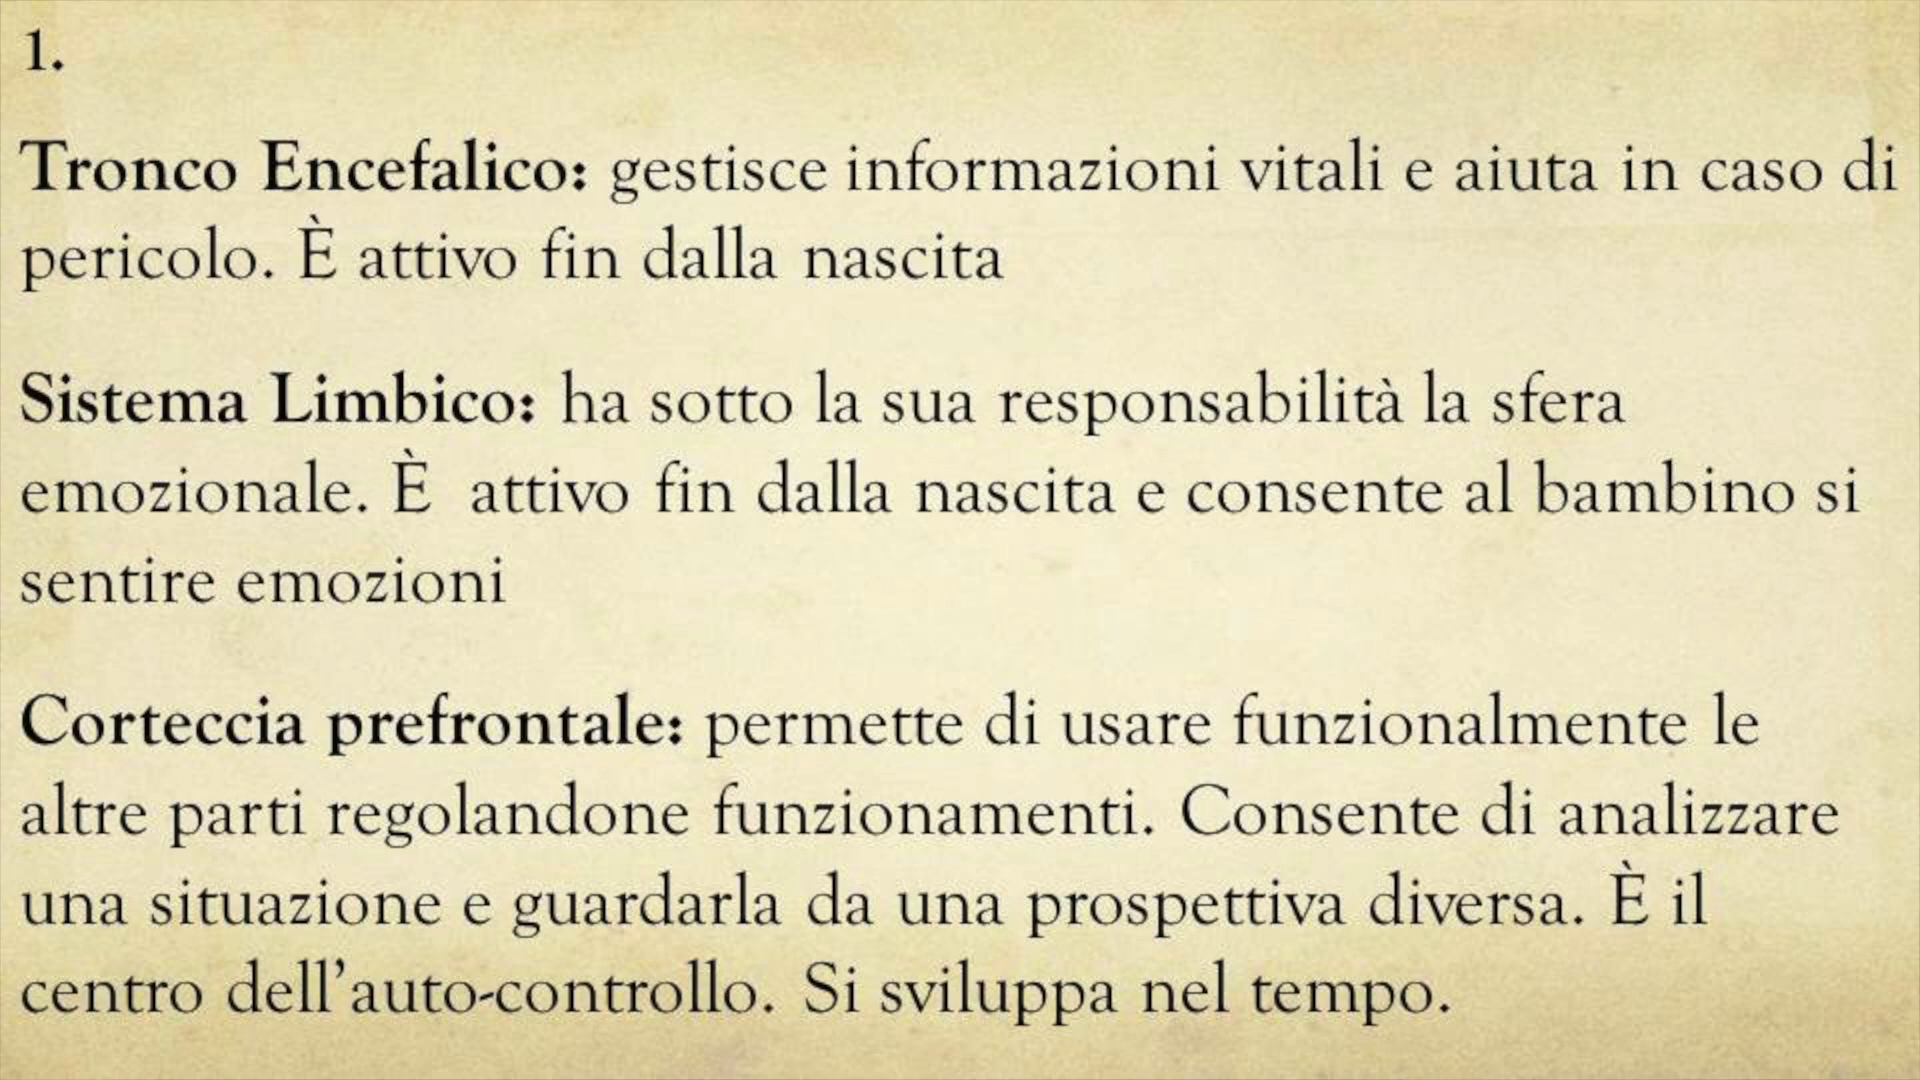 1.
Tronco Encefalico: gestisce informazioni vitali e aiuta in caso di
pericolo. È attivo fin dalla nascita
Sistema Limbico: ha sotto la sua responsabilità la sfera
emozionale. È  attivo fin dalla nascita e consente al bambino si
sentire emozioni
Corteccia prefrontale: permette di usare funzionalmente le
altre parti regolandone funzionamenti. Consente di analizzare
una situazione e guardarla da una prospettiva diversa. È il
centro dell’auto-controllo. Si sviluppa nel tempo.